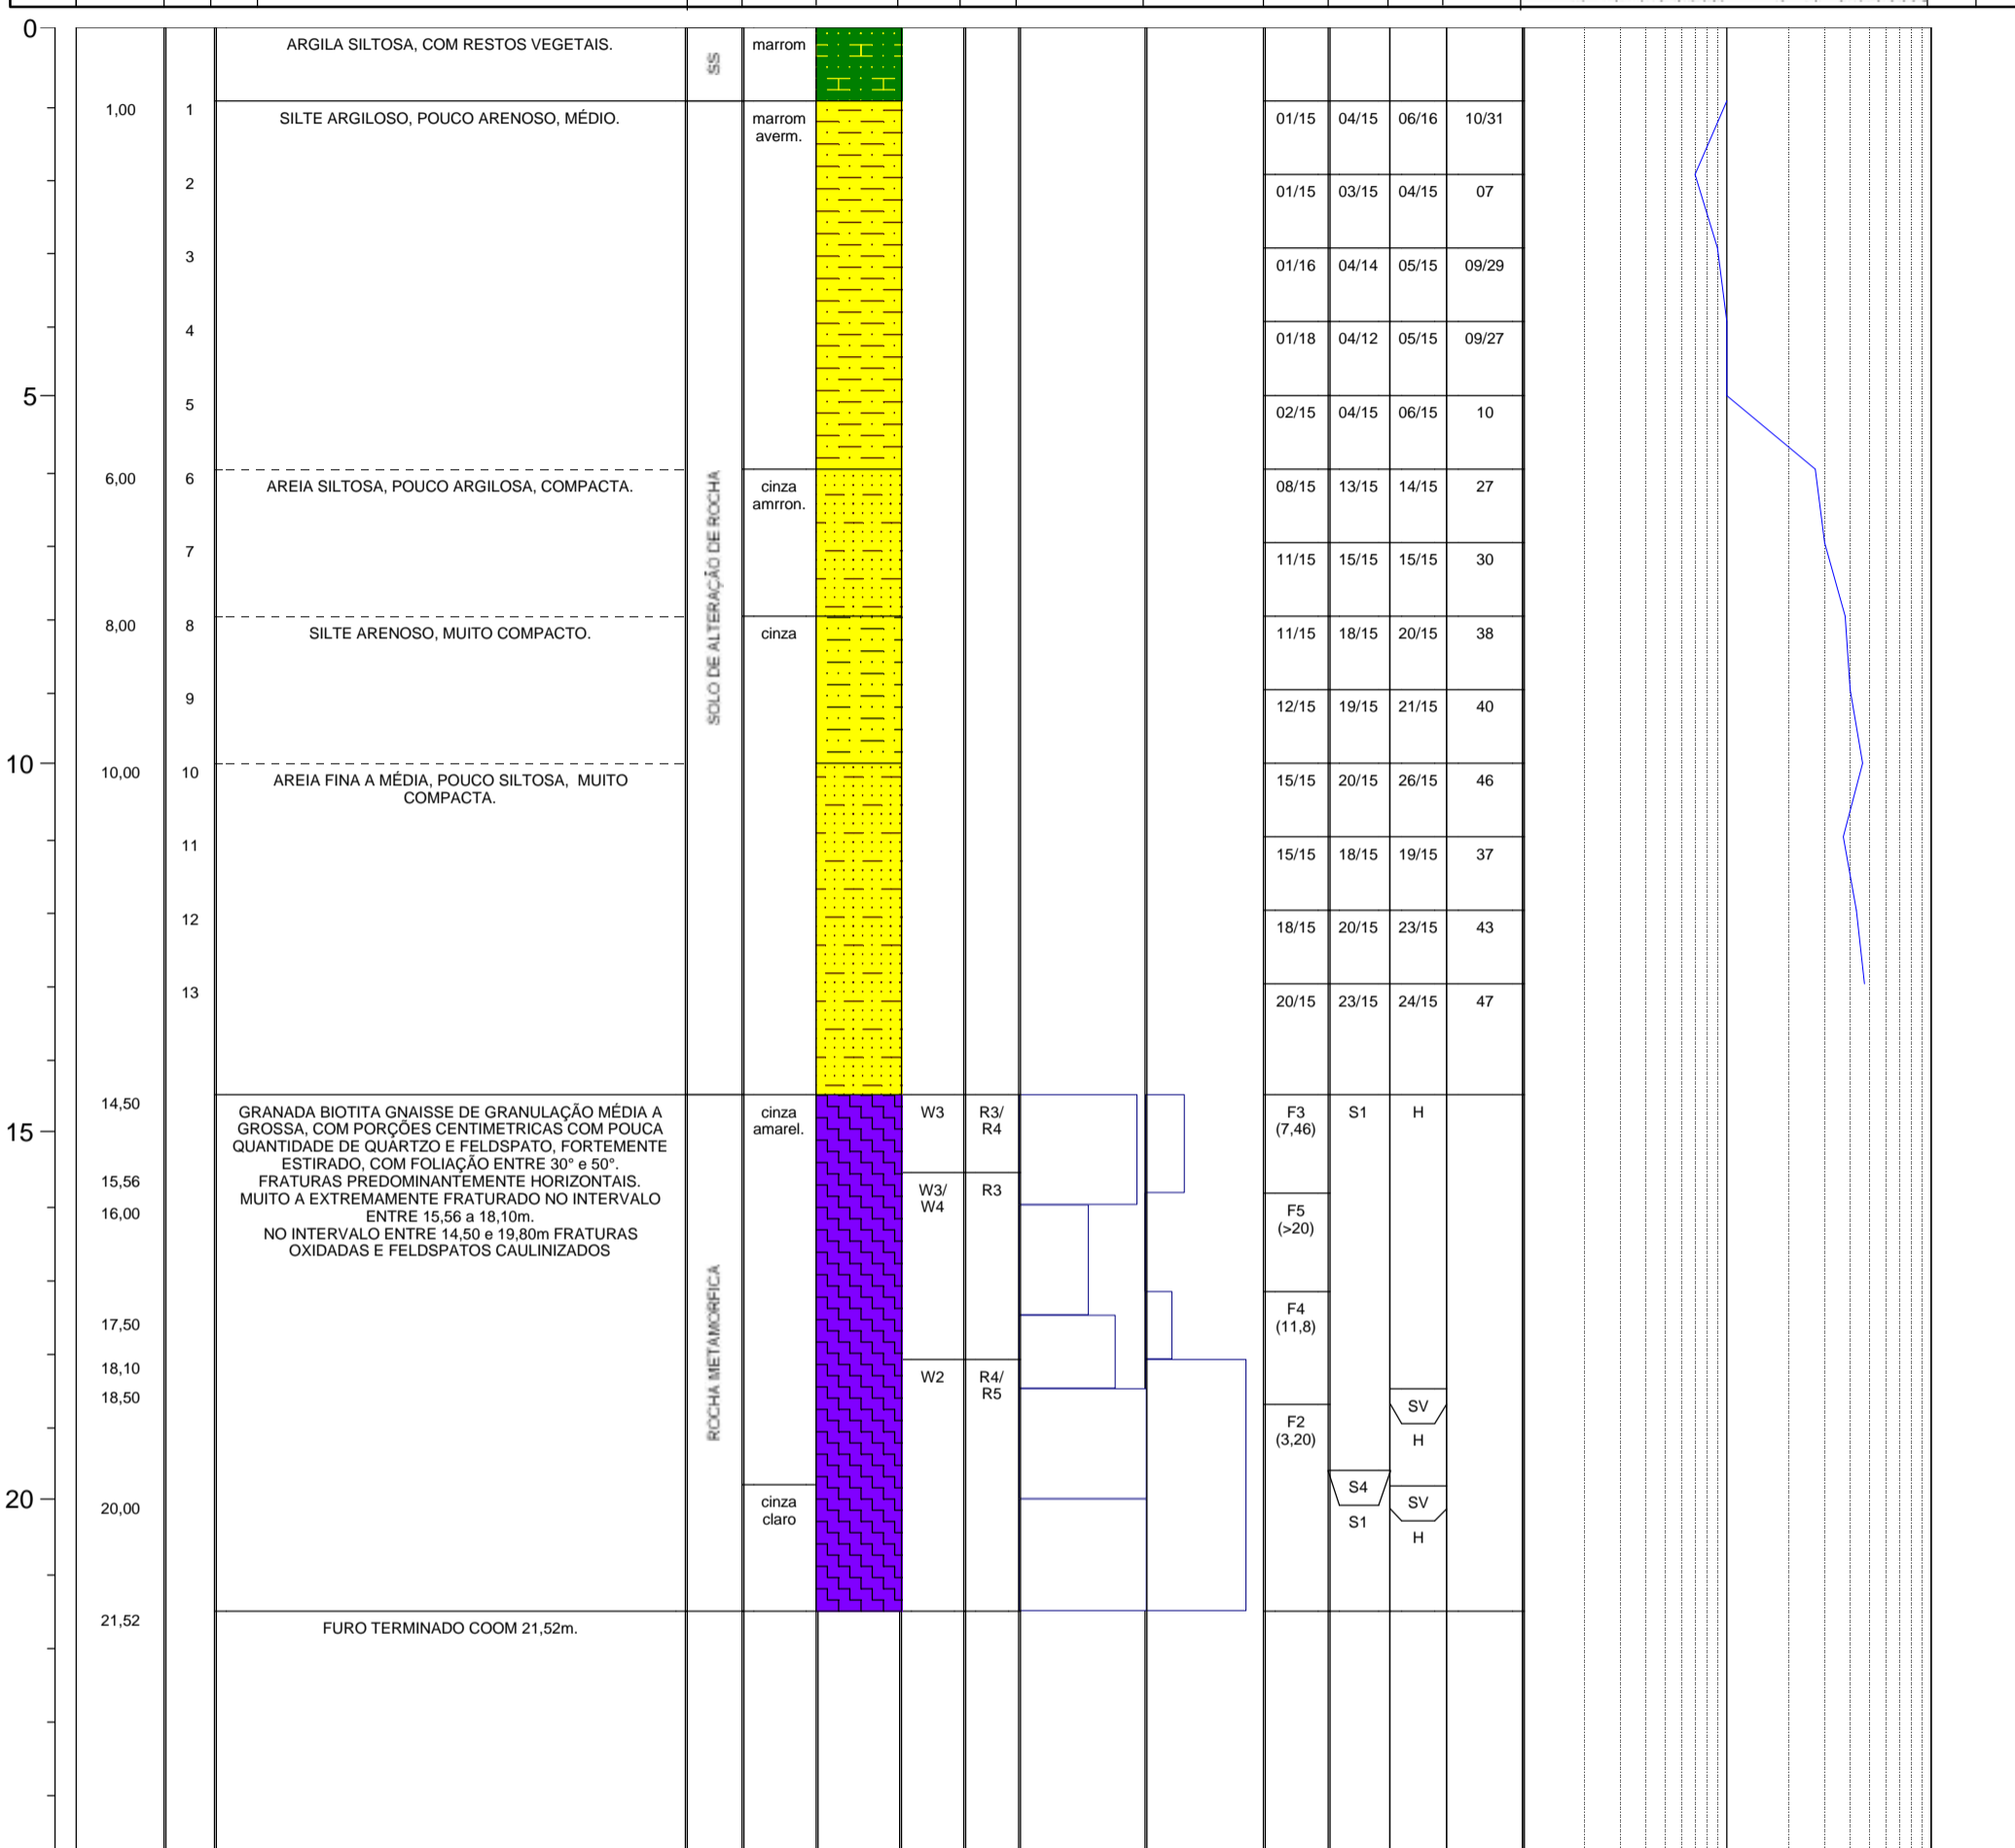 0
ARGILA SILTOSA, COM RESTOS VEGETAIS.
SS
marrom
1,00
1
SILTE ARGILOSO, POUCO ARENOSO, MÉDIO.
marrom
averm.
01/15 04/15 06/16 10/31
2
01/15 03/15 04/15 07
3
01/16 04/14 05/15 09/29
4
01/18 04/12 05/15 09/27
5
5
02/15 04/15 06/15 10
SOLO DE ALTERAÇÃO DE ROCHA
6,00
6
AREIA SILTOSA, POUCO ARGILOSA, COMPACTA.
cinza
amrron.
08/15 13/15 14/15 27
7
11/15 15/15 15/15 30
8,00
8
SILTE ARENOSO, MUITO COMPACTO.
cinza
11/15 18/15 20/15 38
9
12/15 19/15 21/15 40
10
10,00
10
AREIA FINA A MÉDIA, POUCO SILTOSA, MUITO
COMPACTA.
15/15 20/15 26/15 46
11
15/15 18/15 19/15 37
12
18/15 20/15 23/15 43
13
20/15 23/15 24/15 47
14,50
15
15,56
16,00
17,50
18,10
18,50
20
20,00
GRANADA BIOTITA GNAISSE DE GRANULAÇÃO MÉDIA A
GROSSA, COM PORÇÕES CENTIMETRICAS COM POUCA
QUANTIDADE DE QUARTZO E FELDSPATO, FORTEMENTE
ESTIRADO, COM FOLIAÇÃO ENTRE 30° e 50°.
FRATURAS PREDOMINANTEMENTE HORIZONTAIS.
MUITO A EXTREMAMENTE FRATURADO NO INTERVALO
ENTRE 15,56 a 18,10m.
NO INTERVALO ENTRE 14,50 e 19,80m FRATURAS
OXIDADAS E FELDSPATOS CAULINIZADOS
ROCHA METAMORFICA
cinza
amarel.
cinza
claro
W3
W3/
W4
W2
R3/
R4
R3
R4/
R5
F3
(7,46)
F5
(>20)
F4
(11,8)
F2
(3,20)
S1
S4
S1
H
SV
H
SV
H
21,52
FURO TERMINADO COOM 21,52m.